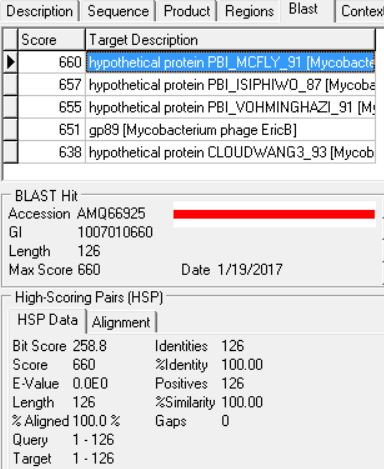 Description Sequence Product Regions Blast Context
Score Target Description
660 hypothetical protein PBI_MCFLY_91 [Mycobacte
657 hypothetical protein PBI_ISIPHIWO_87 [Mycoba
655 hypothetical protein PBI_VOHMINGHAZI_91 [My
651 gp89 [Mycobacterium phage EricB]
638 hypothetical protein CLOUDWANG3_93 [Mycob
BLAST Hit
Accession AMQ66925
GI 1007010660
Length 126
Max Score 660 Date 1/19/2017
High-Scoring Pairs (HSP)
HSP Data Alignment
Bit Score 258.8 Identities 126
Score 660 %Identity 100.00
E-Value 0.0E0 Positives 126
Length 126 %Similarity 100.00
% Aligned 100.0 % Gaps 0
Query 1 - 126
Target 1 - 126